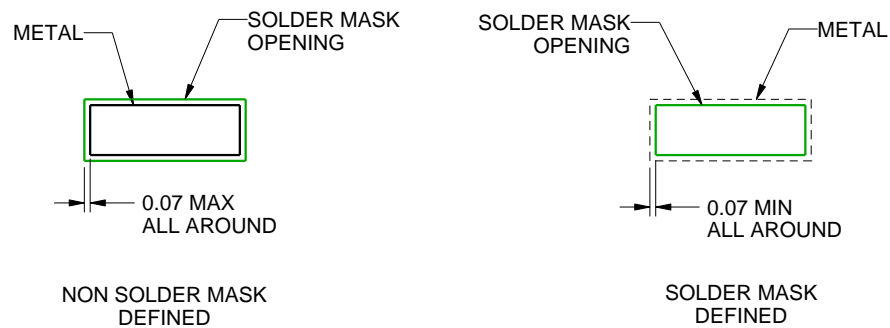 METAL
SOLDER MASK
OPENING
0.07 MAX
ALL AROUND
NON SOLDER MASK
DEFINED
SOLDER MASK
OPENING
METAL
0.07 MIN
ALL AROUND
SOLDER MASK
DEFINED